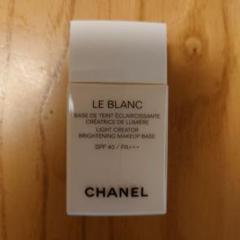 LE BLANC
BASE DE TEINT ÉCLAIRCISSANTE
CRÉATRICE DE LUMIÈRE
LIGHT CREATOR
BRIGHTENING MAKEUP BASE
SPF 40 / PA+++
CHANEL